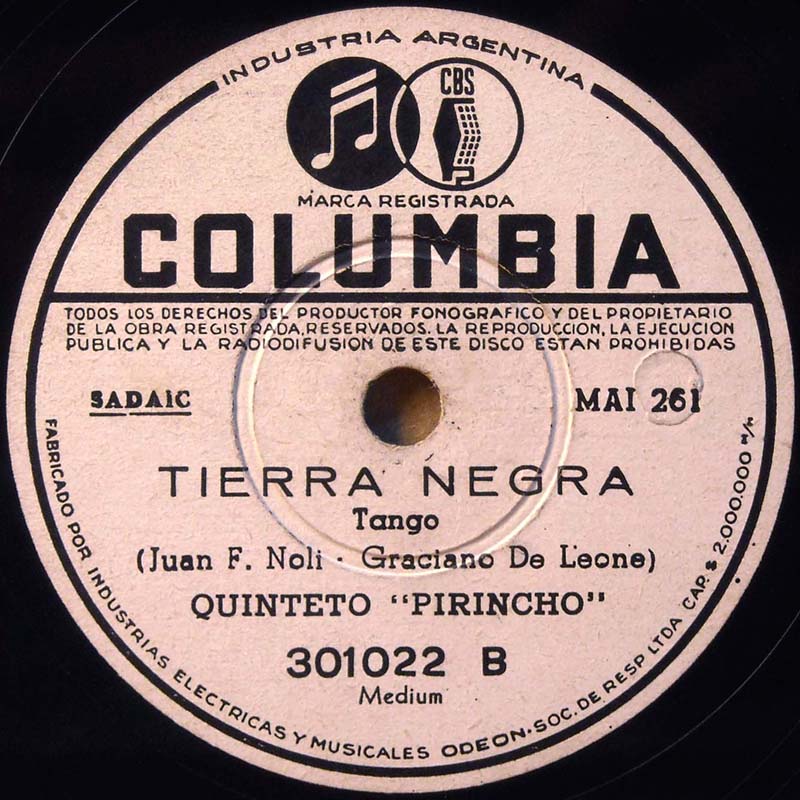 INDUSTRIA ARGENTINA
CBS
MARCA REGISTRADA
COLUMBIA
TODOS LOS DERECHOS DEL PRODUCTOR FONOGRAFICO Y DEL PROPIETARIO
DE LA OBRA REGISTRADA, RESERVADOS. LA REPRODUCCION, LA EJECUCION
PUBLICA Y LA RADIODIFUSION DE ESTE DISCO ESTAN PROHIBIDAS
SADAIC
MAI 261
TIERRA NEGRA
Tango
(Juan F. Noli · Graciano De Leone)
QUINTETO "PIRINCHO"
301022 B
Medium
FABRICADO POR INDUSTRIAS ELECTRICAS Y MUSICALES ODEON·SOC. DE RESP LTDA CAP. $ 2.000.000 m/n